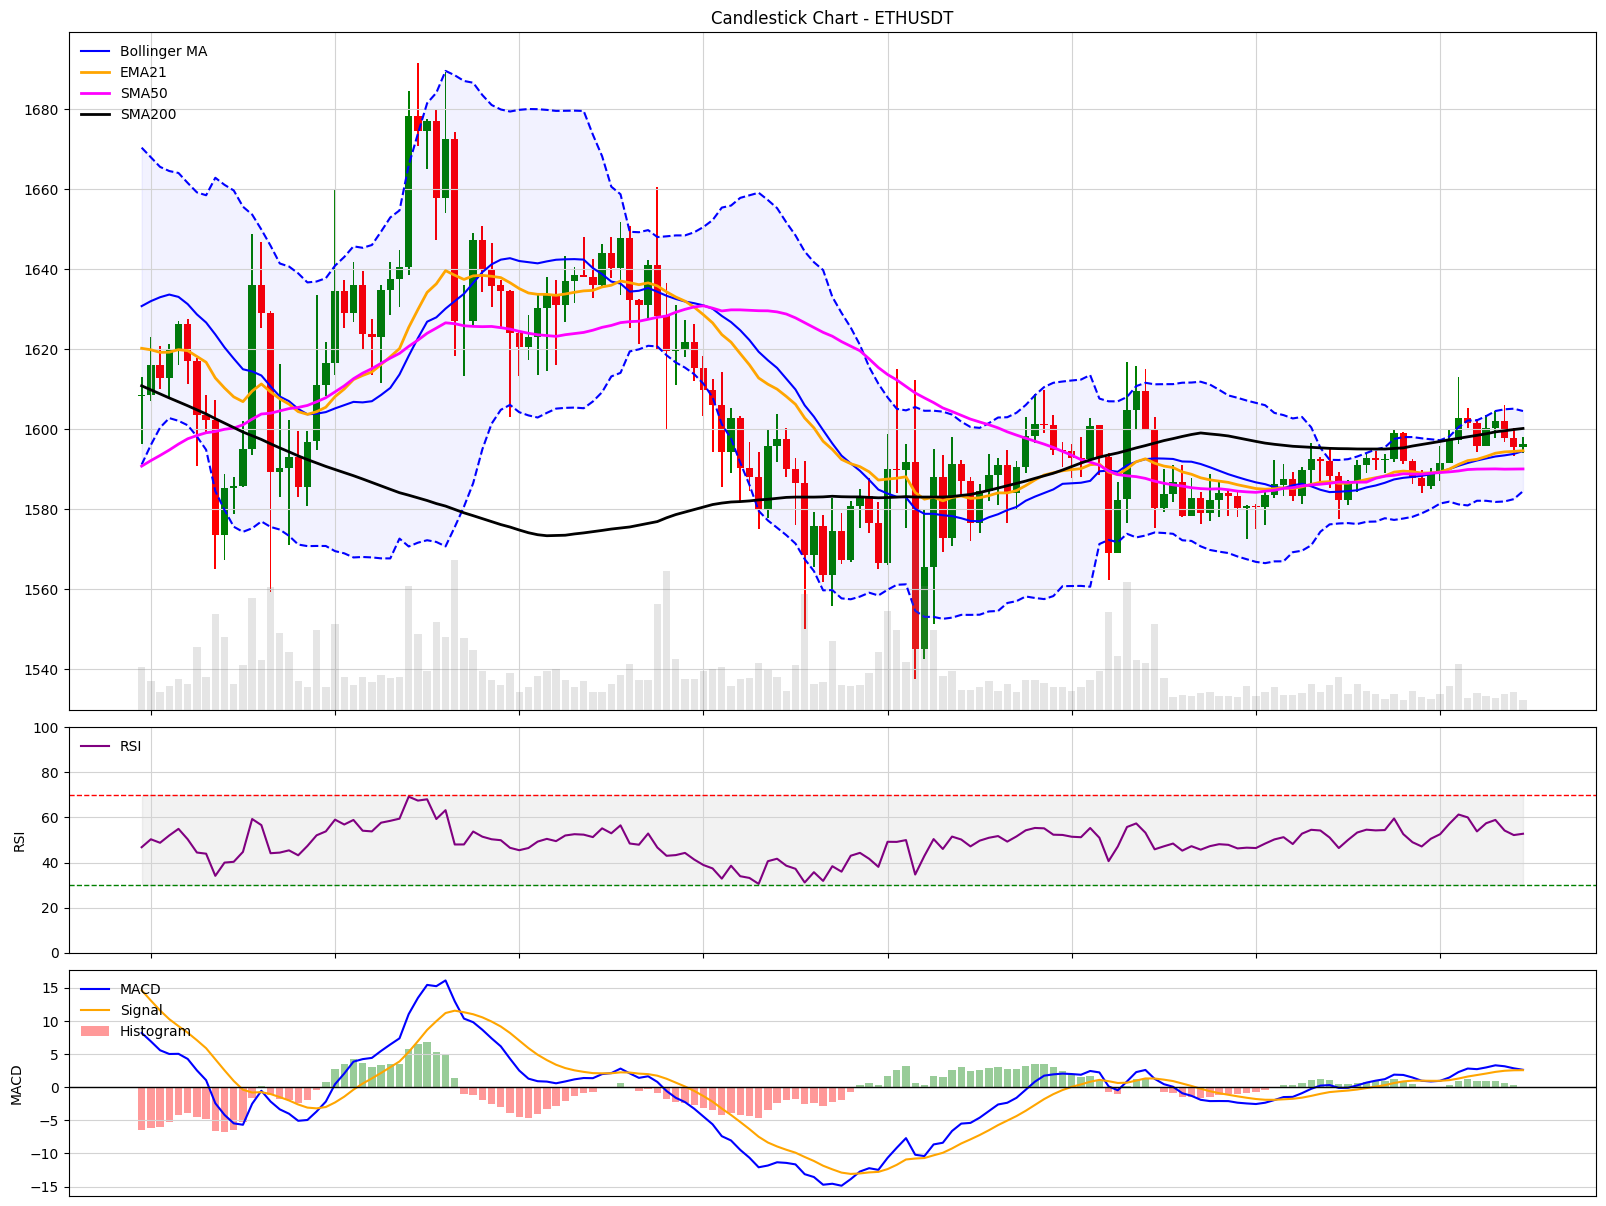 Candlestick Chart - ETHUSDT
Bollinger MA
EMA21
SMA50
SMA200
1680
1660
1640
1620
1600
1580
1560
1540
RSI
100
80
60
40
20
0
RSI
MACD
Signal
Histogram
15
10
5
0
−5
−10
−15
MACD